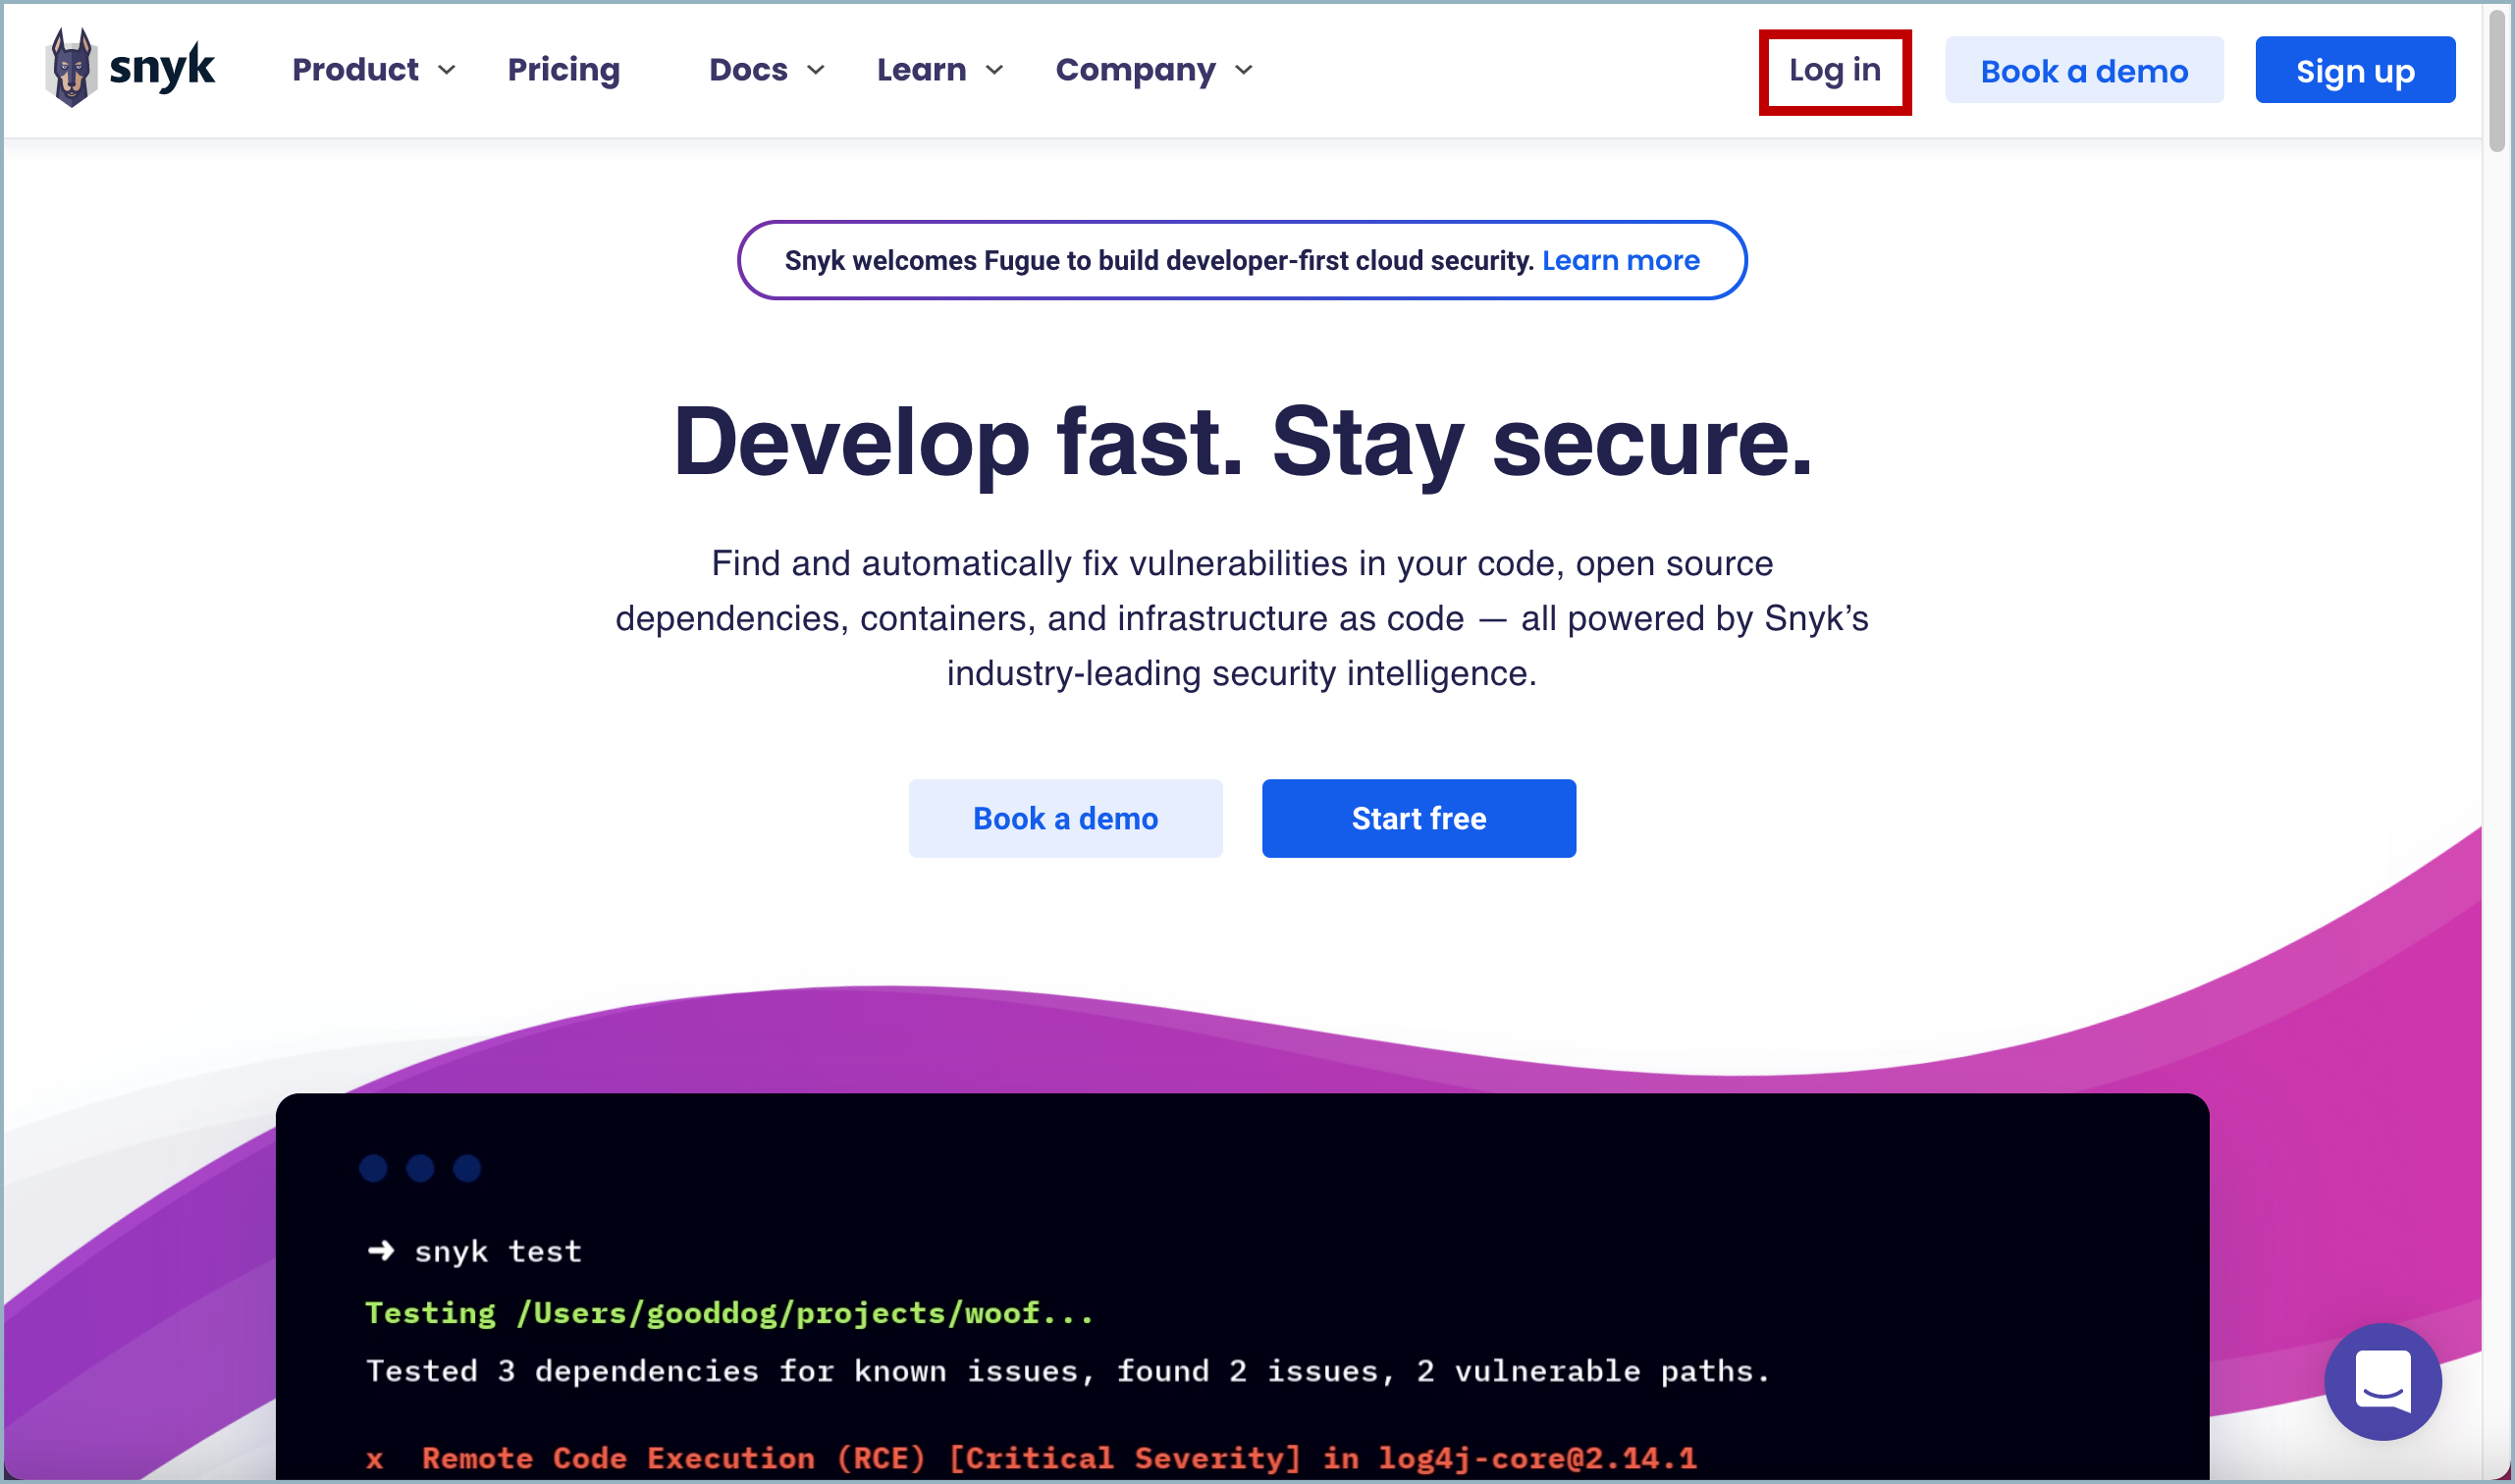 snyk Product Pricing Docs Learn Company Log in Book a demo Sign up
Snyk welcomes Fugue to build developer-first cloud security. Learn more
Develop fast. Stay secure.
Find and automatically fix vulnerabilities in your code, open source
dependencies, containers, and infrastructure as code — all powered by Snyk’s
industry-leading security intelligence.
Book a demo Start free
➜ snyk test
Testing /Users/gooddog/projects/woof...
Tested 3 dependencies for known issues, found 2 issues, 2 vulnerable paths.
x Remote Code Execution (RCE) [Critical Severity] in log4j-core@2.14.1